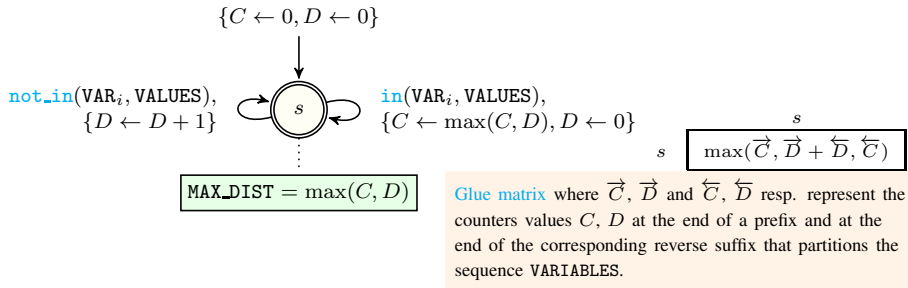 {C ← 0, D ← 0}
not_in(VAR_i, VALUES),
{D ← D + 1}
s
in(VAR_i, VALUES),
{C ← max(C, D), D ← 0}
MAX_DIST = max(C, D)
s
s max(C⃗, D⃗ + D⃖, C⃖)
Glue matrix where C⃗, D⃗ and C⃖, D⃖ resp. represent the
counters values C, D at the end of a prefix and at the
end of the corresponding reverse suffix that partitions the
sequence VARIABLES.